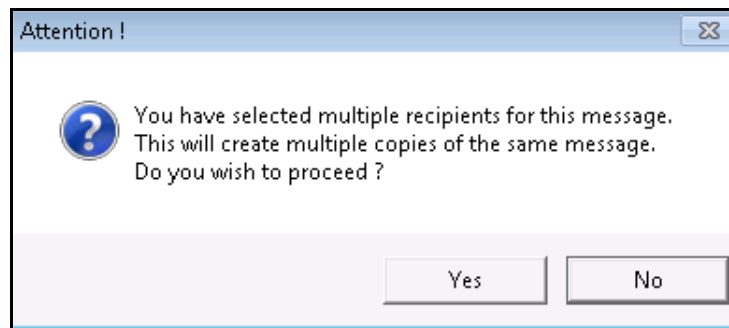 Attention !
You have selected multiple recipients for this message.
This will create multiple copies of the same message.
Do you wish to proceed ?
Yes No